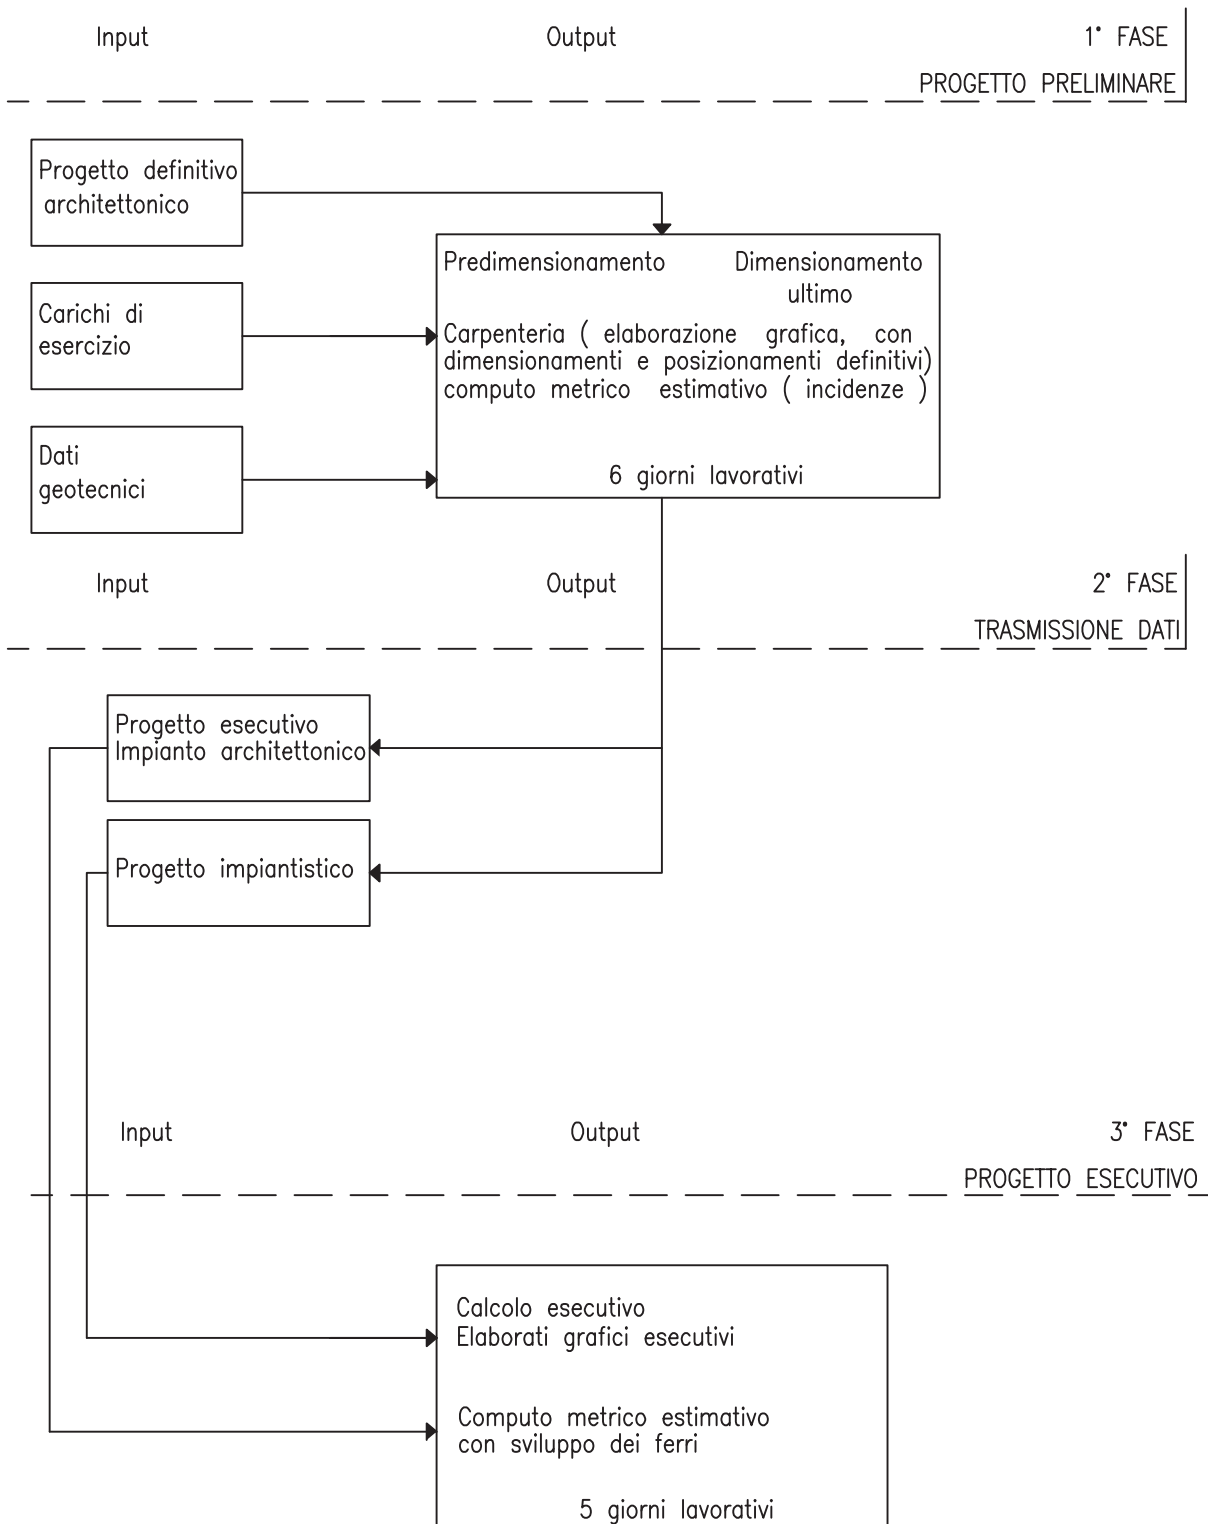 Input Output 1° FASE
PROGETTO PRELIMINARE
Progetto definitivo
architettonico
Carichi di
esercizio
Dati
geotecnici
Predimensionamento Dimensionamento
ultimo
Carpenteria ( elaborazione grafica, con
dimensionamenti e posizionamenti definitivi)
computo metrico estimativo ( incidenze )
6 giorni lavorativi
Input Output 2° FASE
TRASMISSIONE DATI
Progetto esecutivo
Impianto architettonico
Progetto impiantistico
Input Output 3° FASE
PROGETTO ESECUTIVO
Calcolo esecutivo
Elaborati grafici esecutivi
Computo metrico estimativo
con sviluppo dei ferri
5 giorni lavorativi